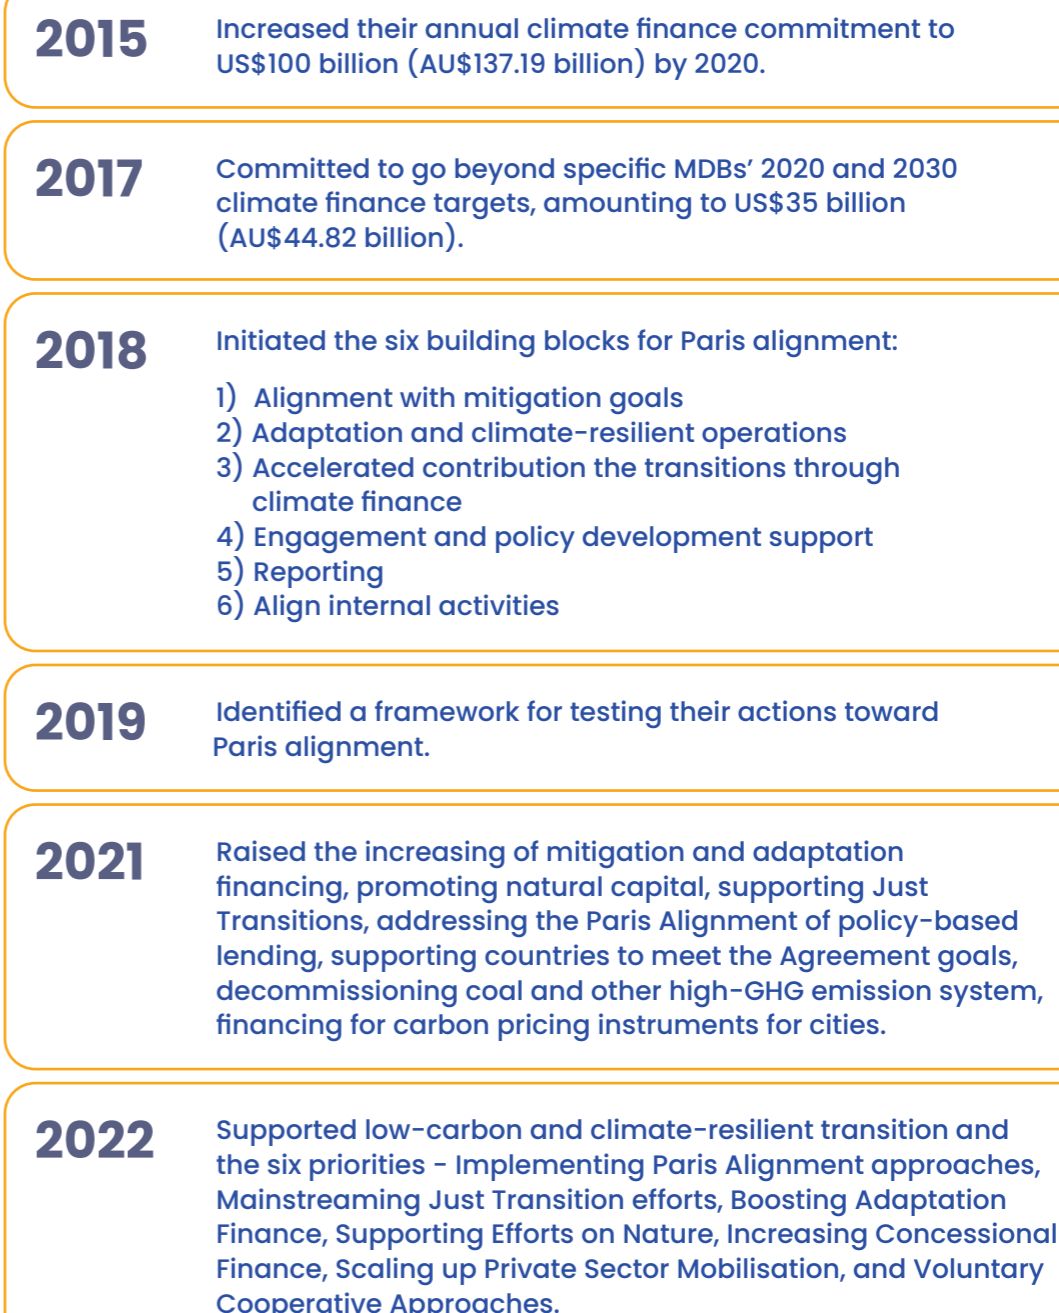 2015
Increased their annual climate finance commitment to
US$100 billion (AU$137.19 billion) by 2020.
2017
Committed to go beyond specific MDBs’ 2020 and 2030
climate finance targets, amounting to US$35 billion
(AU$44.82 billion).
2018
Initiated the six building blocks for Paris alignment:
1) Alignment with mitigation goals
2) Adaptation and climate-resilient operations
3) Accelerated contribution the transitions through
climate finance
4) Engagement and policy development support
5) Reporting
6) Align internal activities
2019
Identified a framework for testing their actions toward
Paris alignment.
2021
Raised the increasing of mitigation and adaptation
financing, promoting natural capital, supporting Just
Transitions, addressing the Paris Alignment of policy-based
lending, supporting countries to meet the Agreement goals,
decommissioning coal and other high-GHG emission system,
financing for carbon pricing instruments for cities.
2022
Supported low-carbon and climate-resilient transition and
the six priorities - Implementing Paris Alignment approaches,
Mainstreaming Just Transition efforts, Boosting Adaptation
Finance, Supporting Efforts on Nature, Increasing Concessional
Finance, Scaling up Private Sector Mobilisation, and Voluntary
Cooperative Approaches.